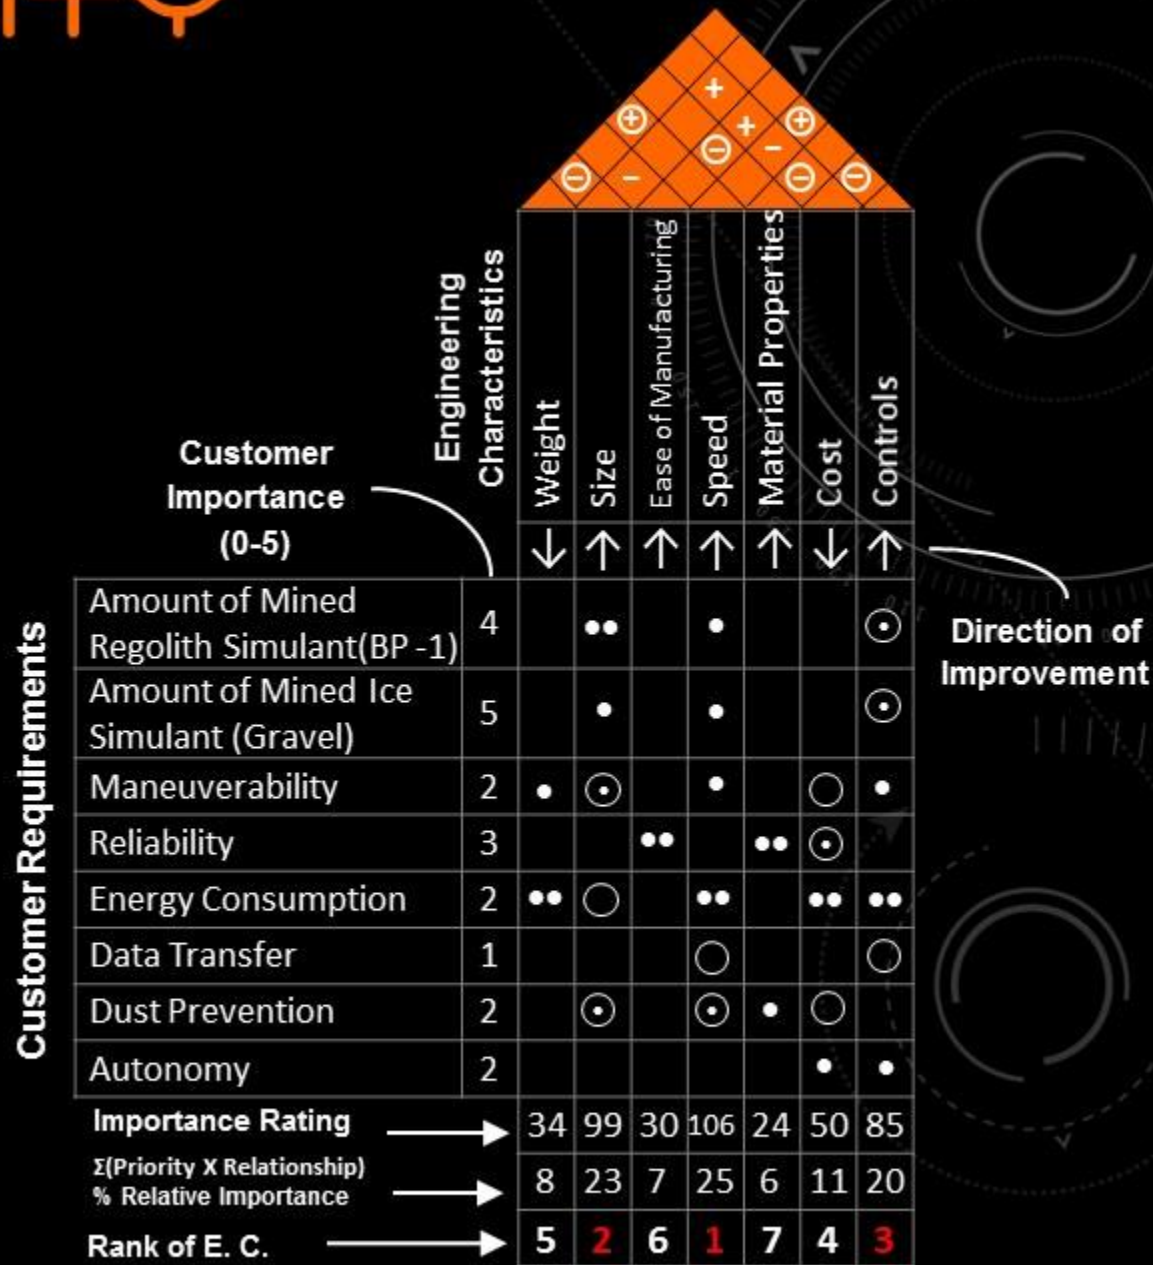 Engineering
Characteristics
Weight
Size
Ease of Manufacturing
Speed
Material Properties
Cost
Controls
Customer
Importance
(0-5)
Direction of
Improvement
Customer Requirements
Amount of Mined
Regolith Simulant(BP -1)
4
Amount of Mined Ice
Simulant (Gravel)
5
Maneuverability 2
Reliability 3
Energy Consumption 2
Data Transfer 1
Dust Prevention 2
Autonomy 2
Importance Rating 34 99 30 106 24 50 85
Σ(Priority X Relationship)
% Relative Importance 8 23 7 25 6 11 20
Rank of E. C. 5 2 6 1 7 4 3